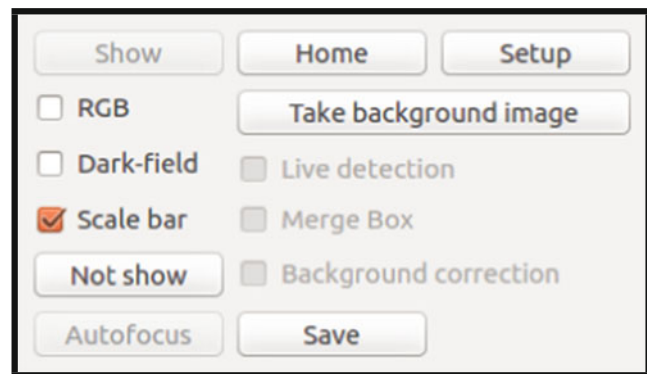 Show Home Setup
RGB Take background image
Dark-field Live detection
Scale bar Merge Box
Not show Background correction
Autofocus Save